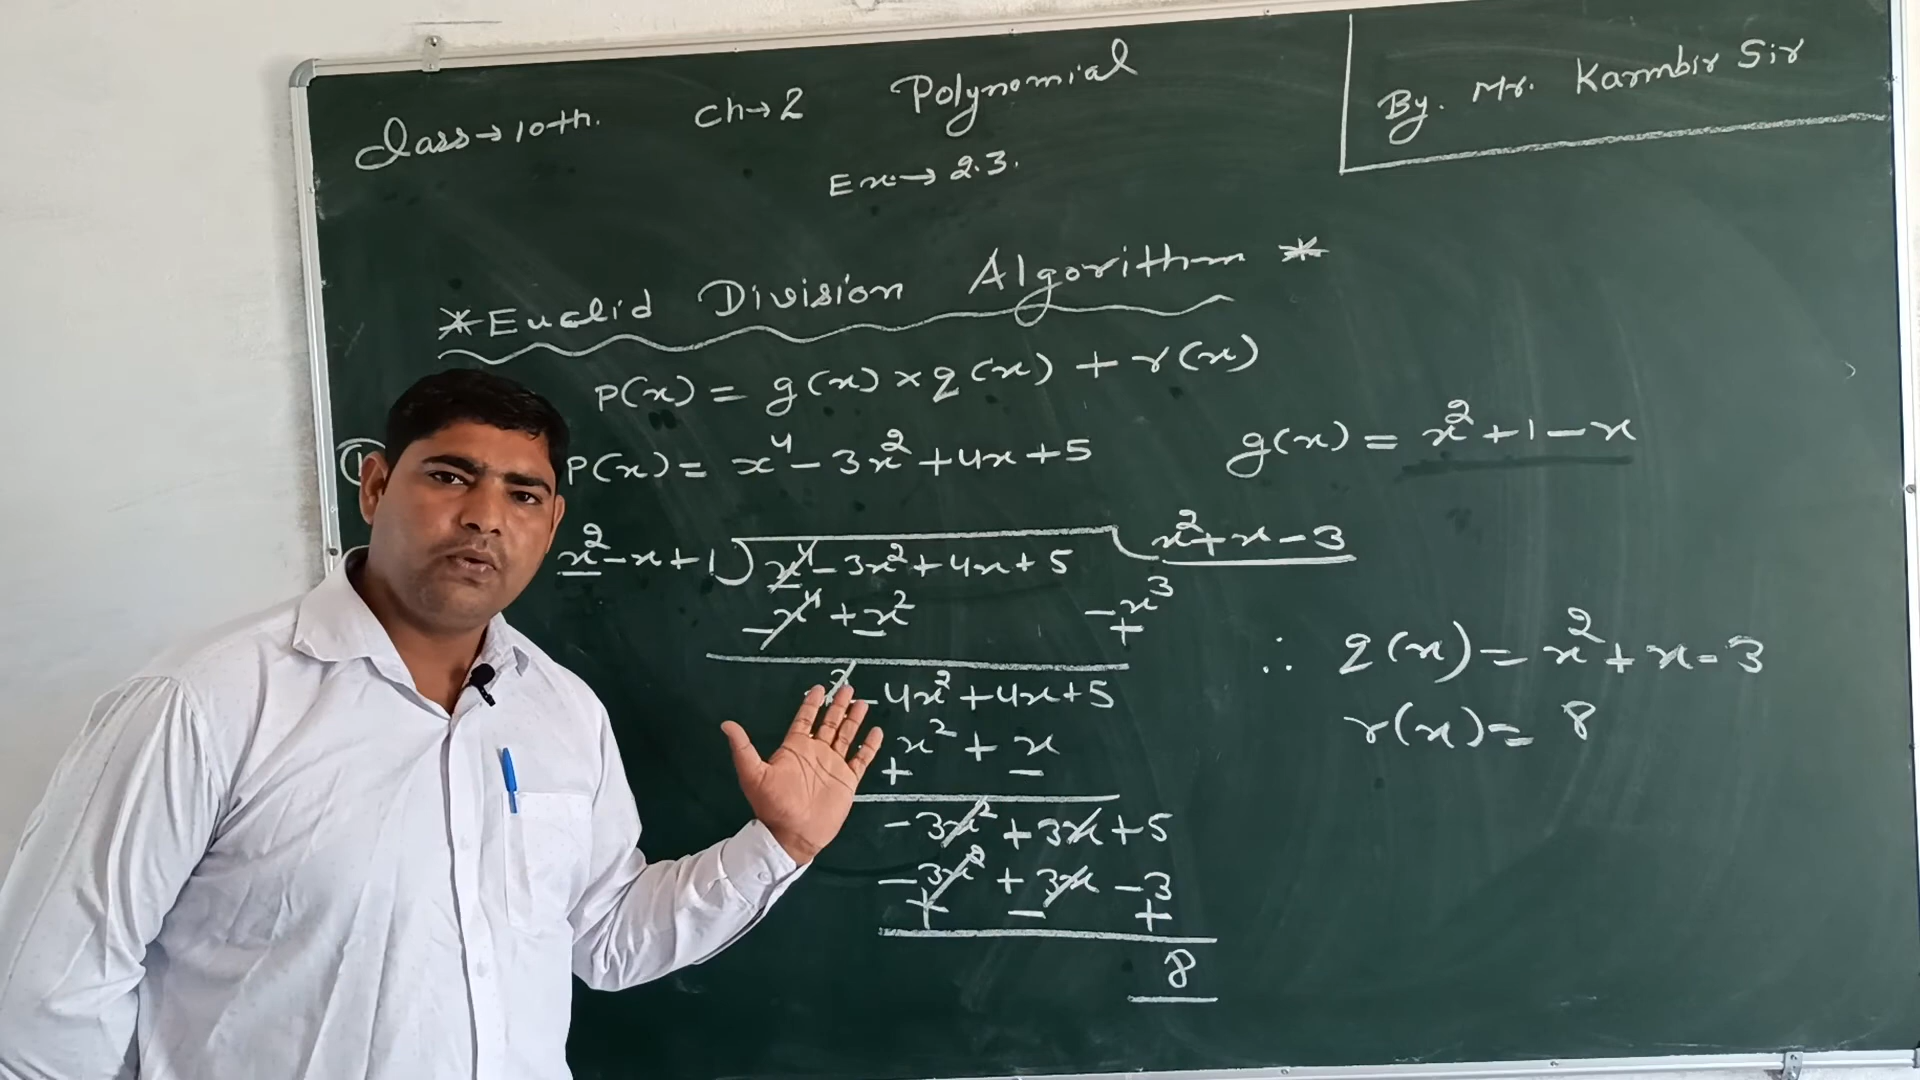 Class→10th. Ch→2 Polynomial
By. Mr. Karmbir Sir
Ex→2.3.
*Euclid Division Algorithm*
P(x) = g(x) × q(x) + r(x)
① P(x) = x⁴ - 3x² + 4x + 5 g(x) = x² + 1 - x
x² - x + 1 ) x⁴ - 3x² + 4x + 5 ( x² + x - 3
x⁴ + x² - x³
- - +
x³ - 4x² + 4x + 5
x² + x
+ -
- 3x² + 3x + 5
- 3x² + 3x - 3
+ - +
8
∴ q(x) = x² + x - 3
r(x) = 8